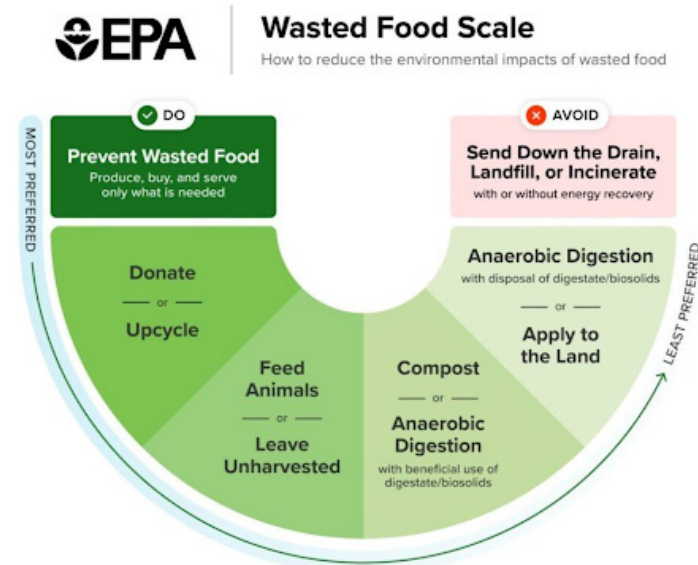 EPA
Wasted Food Scale
How to reduce the environmental impacts of wasted food
DO
Prevent Wasted Food
Produce, buy, and serve
only what is needed
AVOID
Send Down the Drain,
Landfill, or Incinerate
with or without energy recovery
MOST PREFERRED
Donate
or
Upcycle
Feed
Animals
or
Leave
Unharvested
Compost
or
Anaerobic
Digestion
with beneficial use of
digestate/biosolids
Anaerobic Digestion
with disposal of digestate/biosolids
or
Apply to
the Land
LEAST PREFERRED